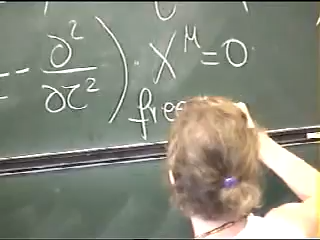 - ∂²/∂τ² ) · X^μ = 0
free